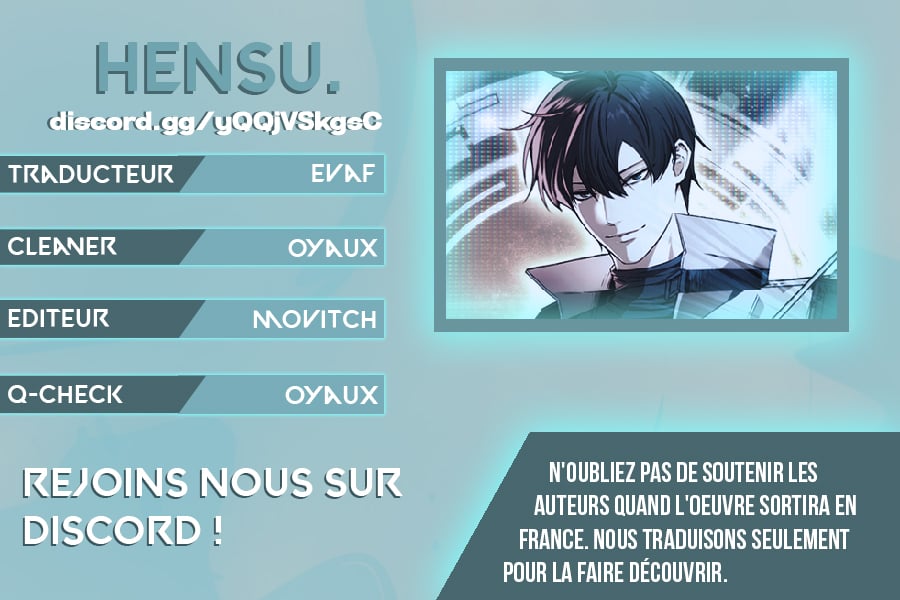 HENSU.
discord.gg/yQQjVSkgsC
TRADUCTEUR EVAF
CLEANER OYAUX
EDITEUR MOVITCH
Q-CHECK OYAUX
REJOINS NOUS SUR
DISCORD !
N'OUBLIEZ PAS DE SOUTENIR LES
AUTEURS QUAND L'OEUVRE SORTIRA EN
FRANCE. NOUS TRADUISONS SEULEMENT
POUR LA FAIRE DÉCOUVRIR.